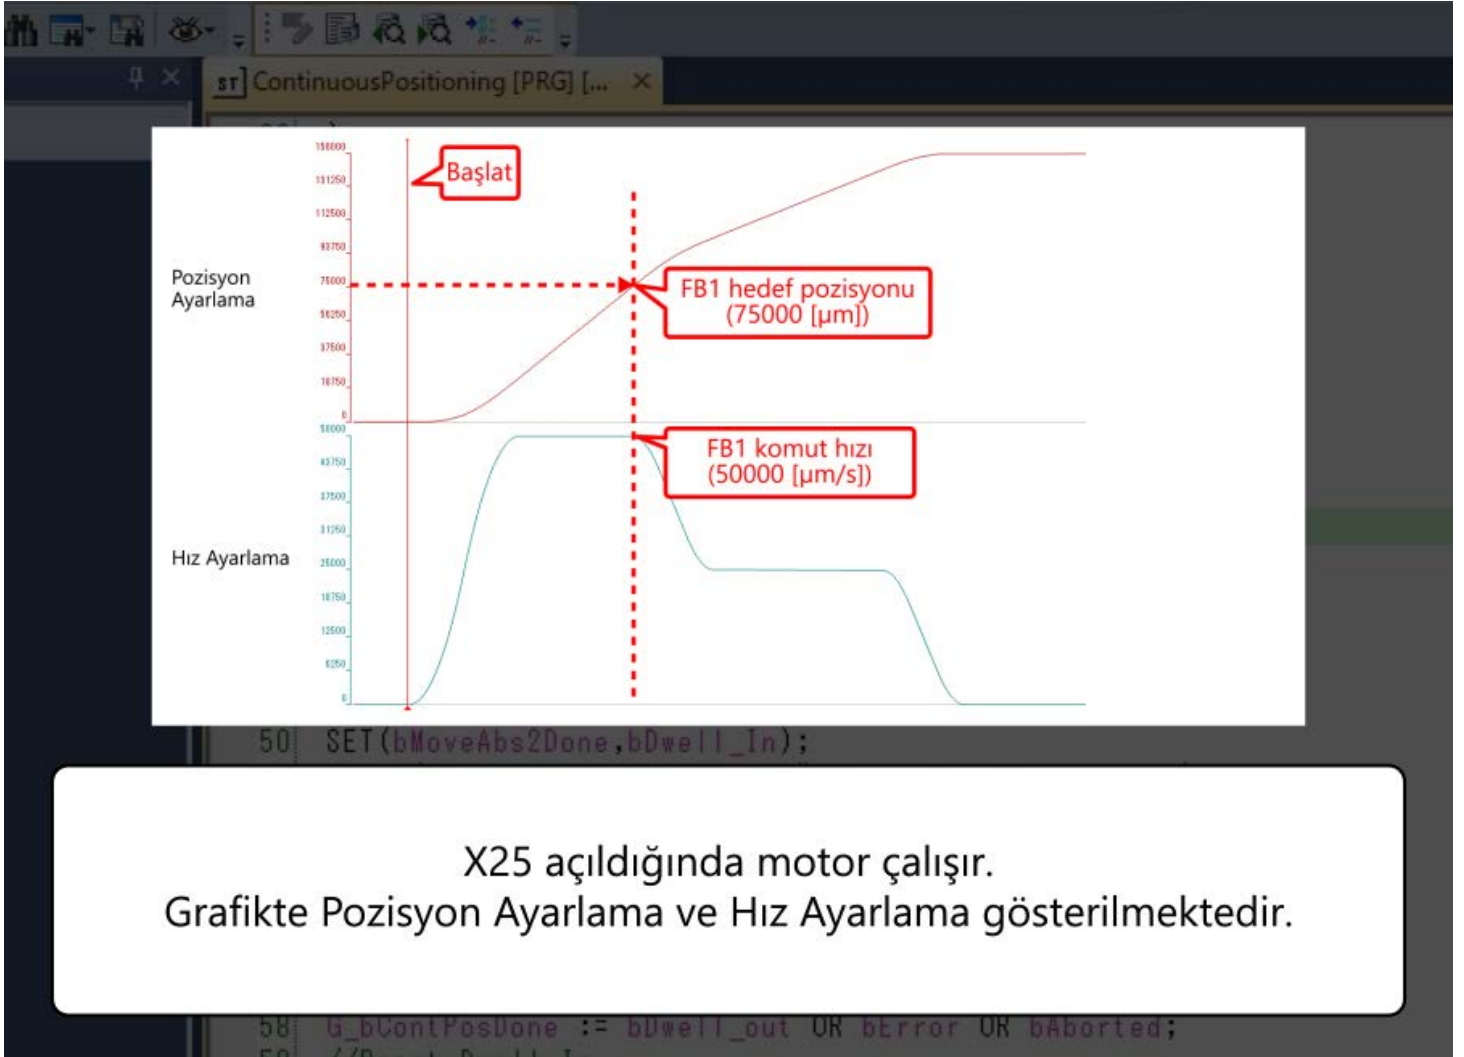 ST ContinuousPositioning [PRG] [... ×
Başlat
150000
131250
112500
93750
75000
56250
37500
18750
0
Pozisyon
Ayarlama
FB1 hedef pozisyonu
(75000 [µm])
50000
43750
37500
31250
25000
18750
12500
6250
0
Hız Ayarlama
FB1 komut hızı
(50000 [µm/s])
50 SET(bMoveAbs2Done,bDwell_In);
X25 açıldığında motor çalışır.
Grafikte Pozisyon Ayarlama ve Hız Ayarlama gösterilmektedir.
58 G_bContPosDone := bDwell_out OR bError OR bAborted;